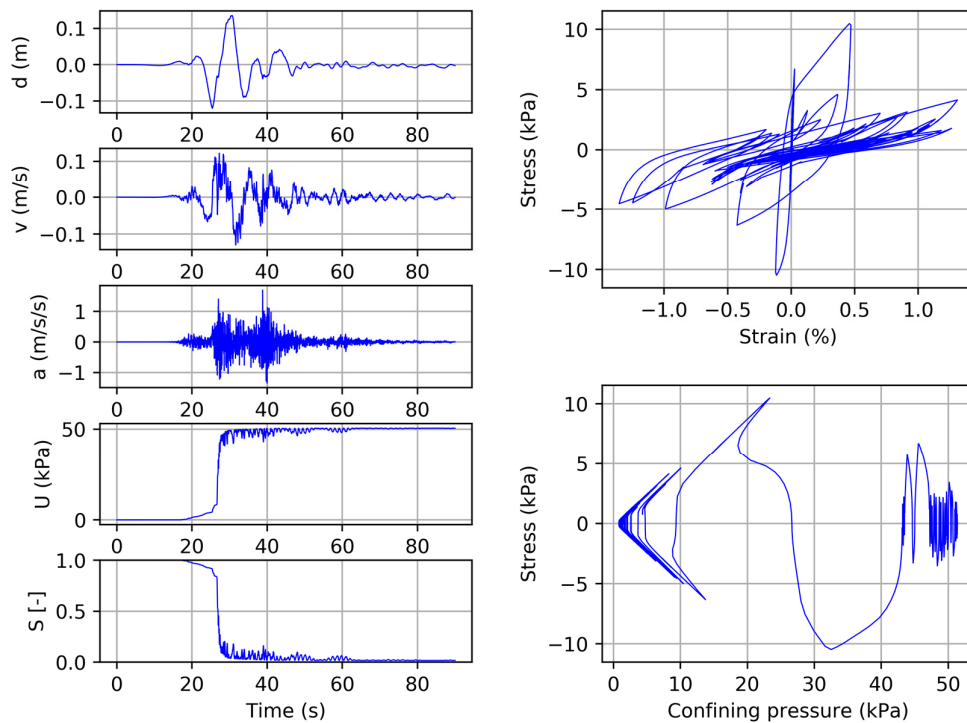 0.1
0.0
−0.1
d (m)
0 20 40 60 80
0.1
0.0
−0.1
v (m/s)
0 20 40 60 80
1
0
−1
a (m/s/s)
0 20 40 60 80
50
0
U (kPa)
0 20 40 60 80
1.0
0.5
0.0
S [-]
0 20 40 60 80
Time (s)
10
5
0
−5
−10
Stress (kPa)
−1.0 −0.5 0.0 0.5 1.0
Strain (%)
10
5
0
−5
−10
Stress (kPa)
0 10 20 30 40 50
Confining pressure (kPa)